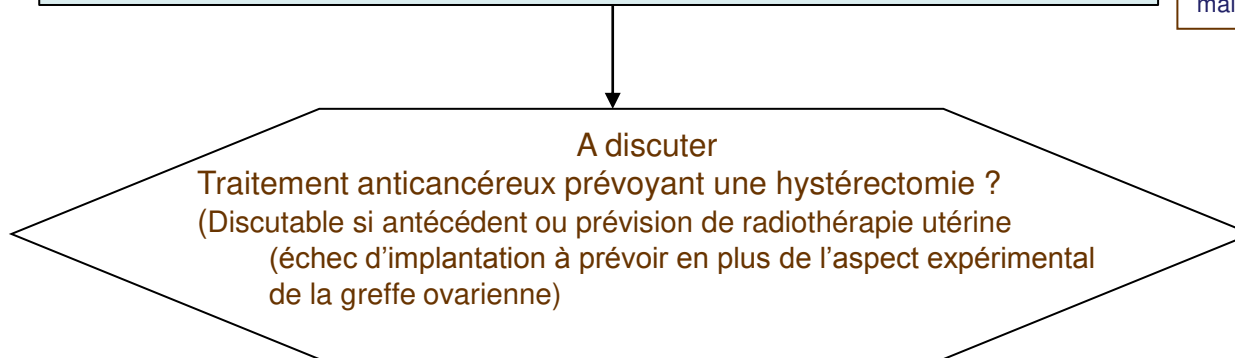 mal
A discuter
Traitement anticancéreux prévoyant une hystérectomie ?
(Discutable si antécédent ou prévision de radiothérapie utérine
(échec d’implantation à prévoir en plus de l’aspect expérimental
de la greffe ovarienne)